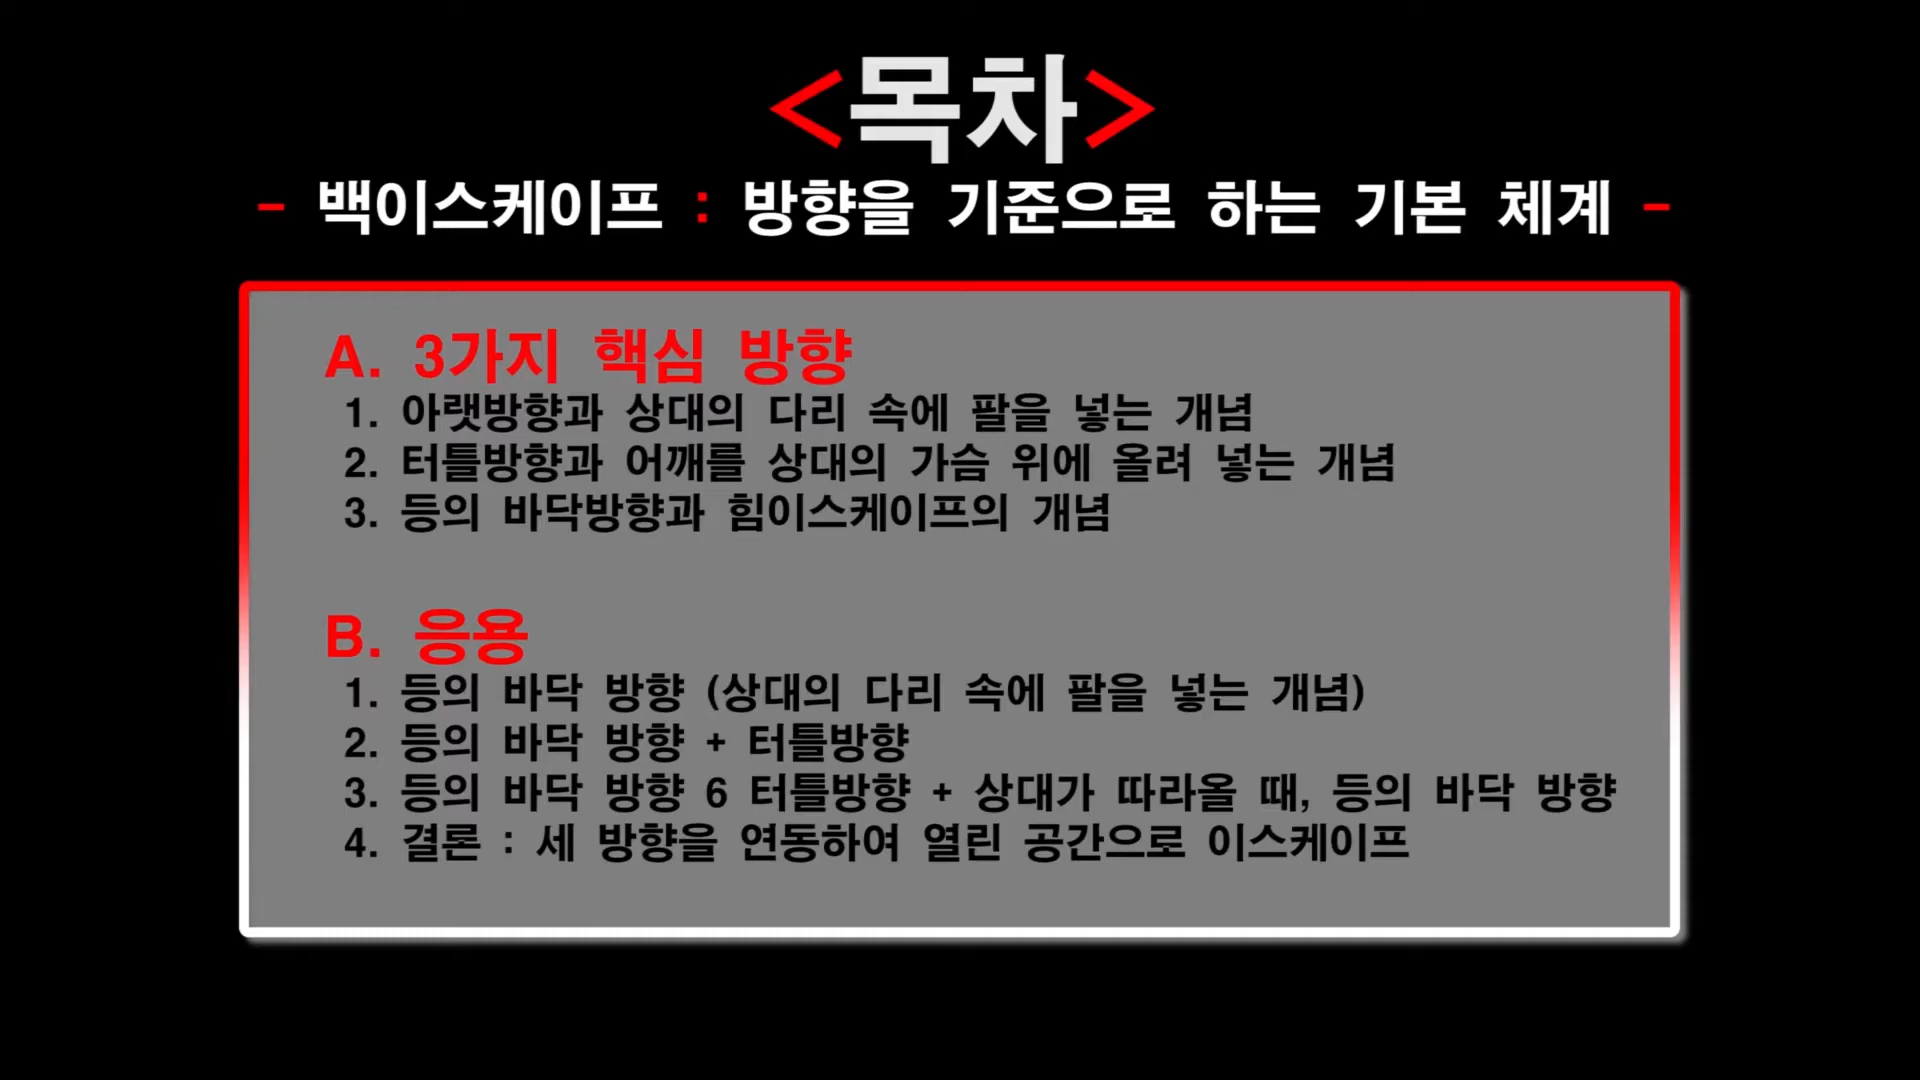 <목차>
- 백이스케이프 : 방향을 기준으로 하는 기본 체계 -
A. 3가지 핵심 방향
1. 아랫방향과 상대의 다리 속에 팔을 넣는 개념
2. 터틀방향과 어깨를 상대의 가슴 위에 올려 넣는 개념
3. 등의 바닥방향과 힘이스케이프의 개념
B. 응용
1. 등의 바닥 방향 (상대의 다리 속에 팔을 넣는 개념)
2. 등의 바닥 방향 + 터틀방향
3. 등의 바닥 방향 6 터틀방향 + 상대가 따라올 때, 등의 바닥 방향
4. 결론 : 세 방향을 연동하여 열린 공간으로 이스케이프